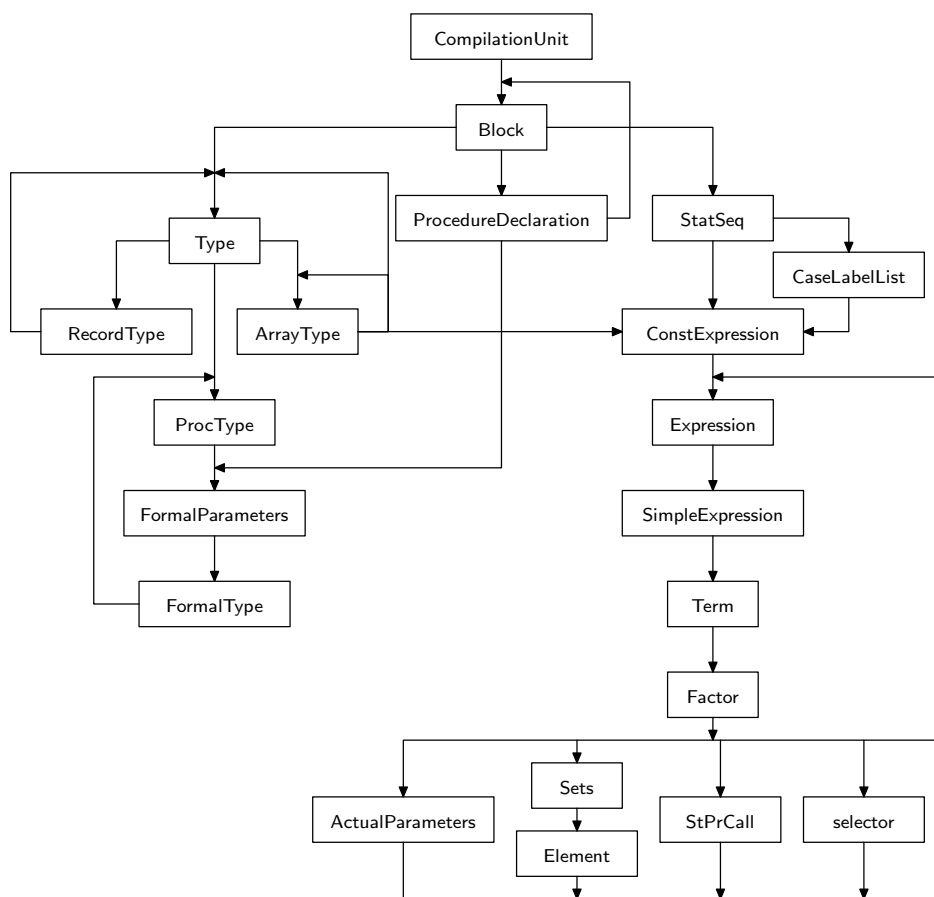 CompilationUnit
Block
ProcedureDeclaration
StatSeq
Type
CaseLabelList
RecordType
ArrayType
ConstExpression
ProcType
Expression
FormalParameters
SimpleExpression
FormalType
Term
Factor
Sets
ActualParameters
StPrCall
selector
Element